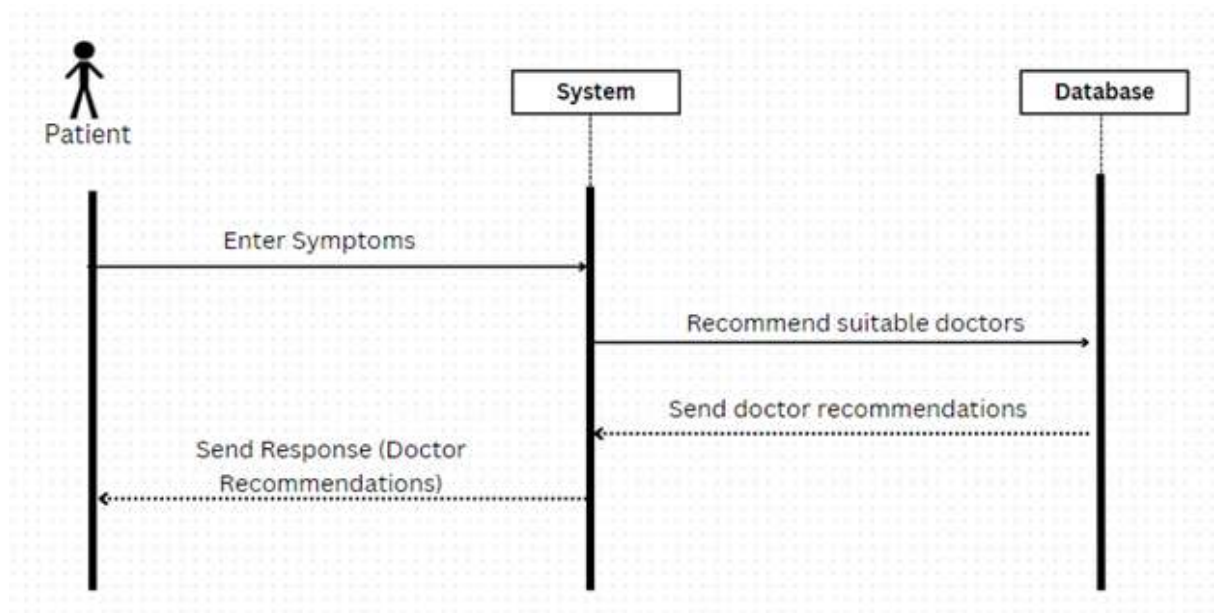 System
Database
Patient
Enter Symptoms
Recommend suitable doctors
Send doctor recommendations
Send Response (Doctor
Recommendations)